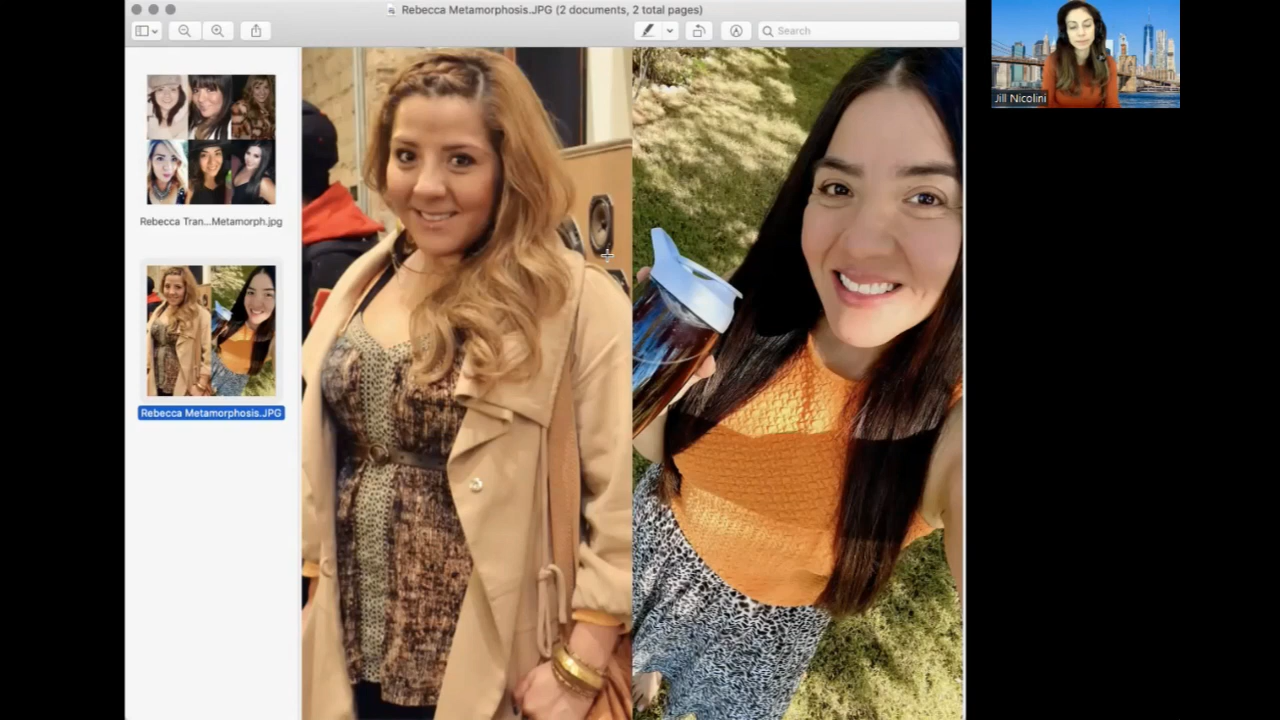 Rebecca Metamorphosis.JPG (2 documents, 2 total pages)
Search
Jill Nicolini
Rebecca Tran...Metamorph.jpg
Rebecca Metamorphosis.JPG